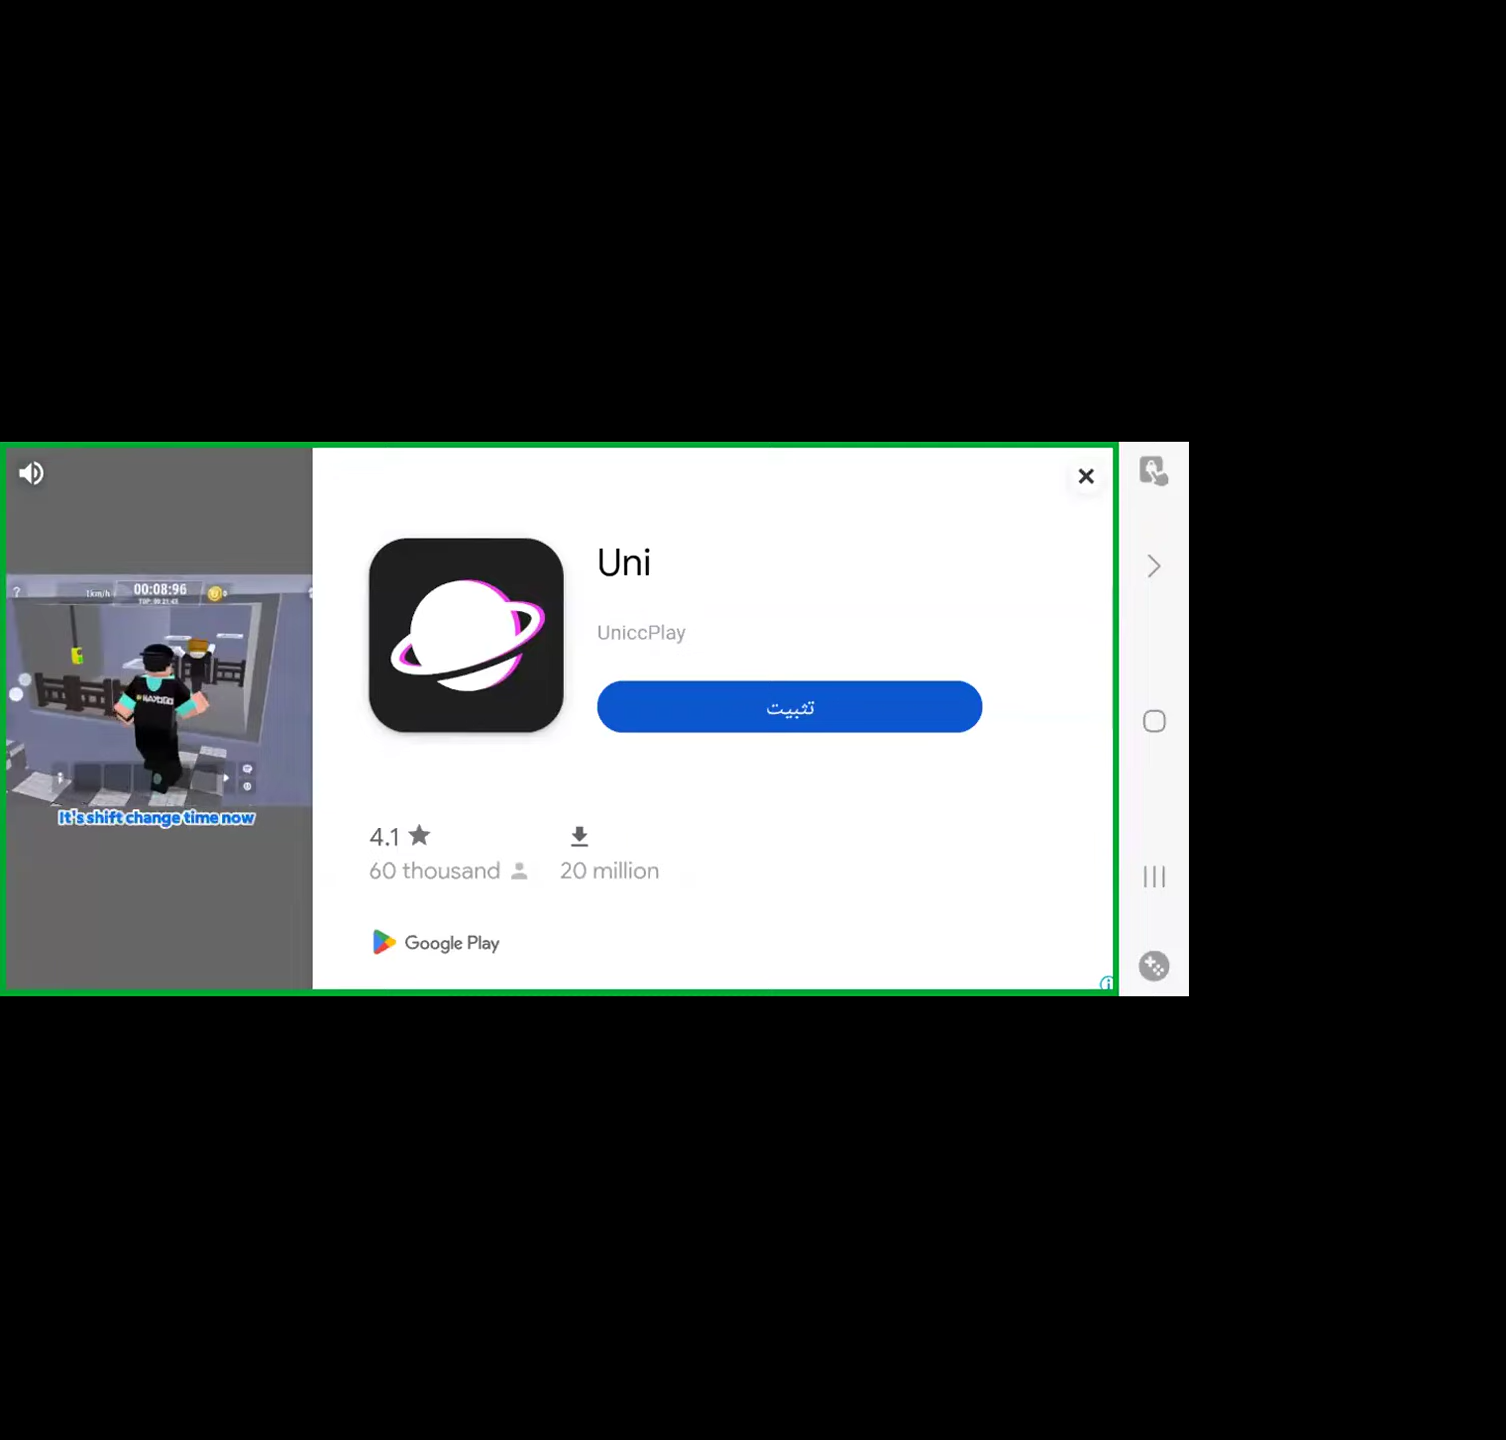 ?
1km/h
00:08:96
Uni
UniccPlay
تثبيت
It's shift change time now
4.1
60 thousand
20 million
Google Play